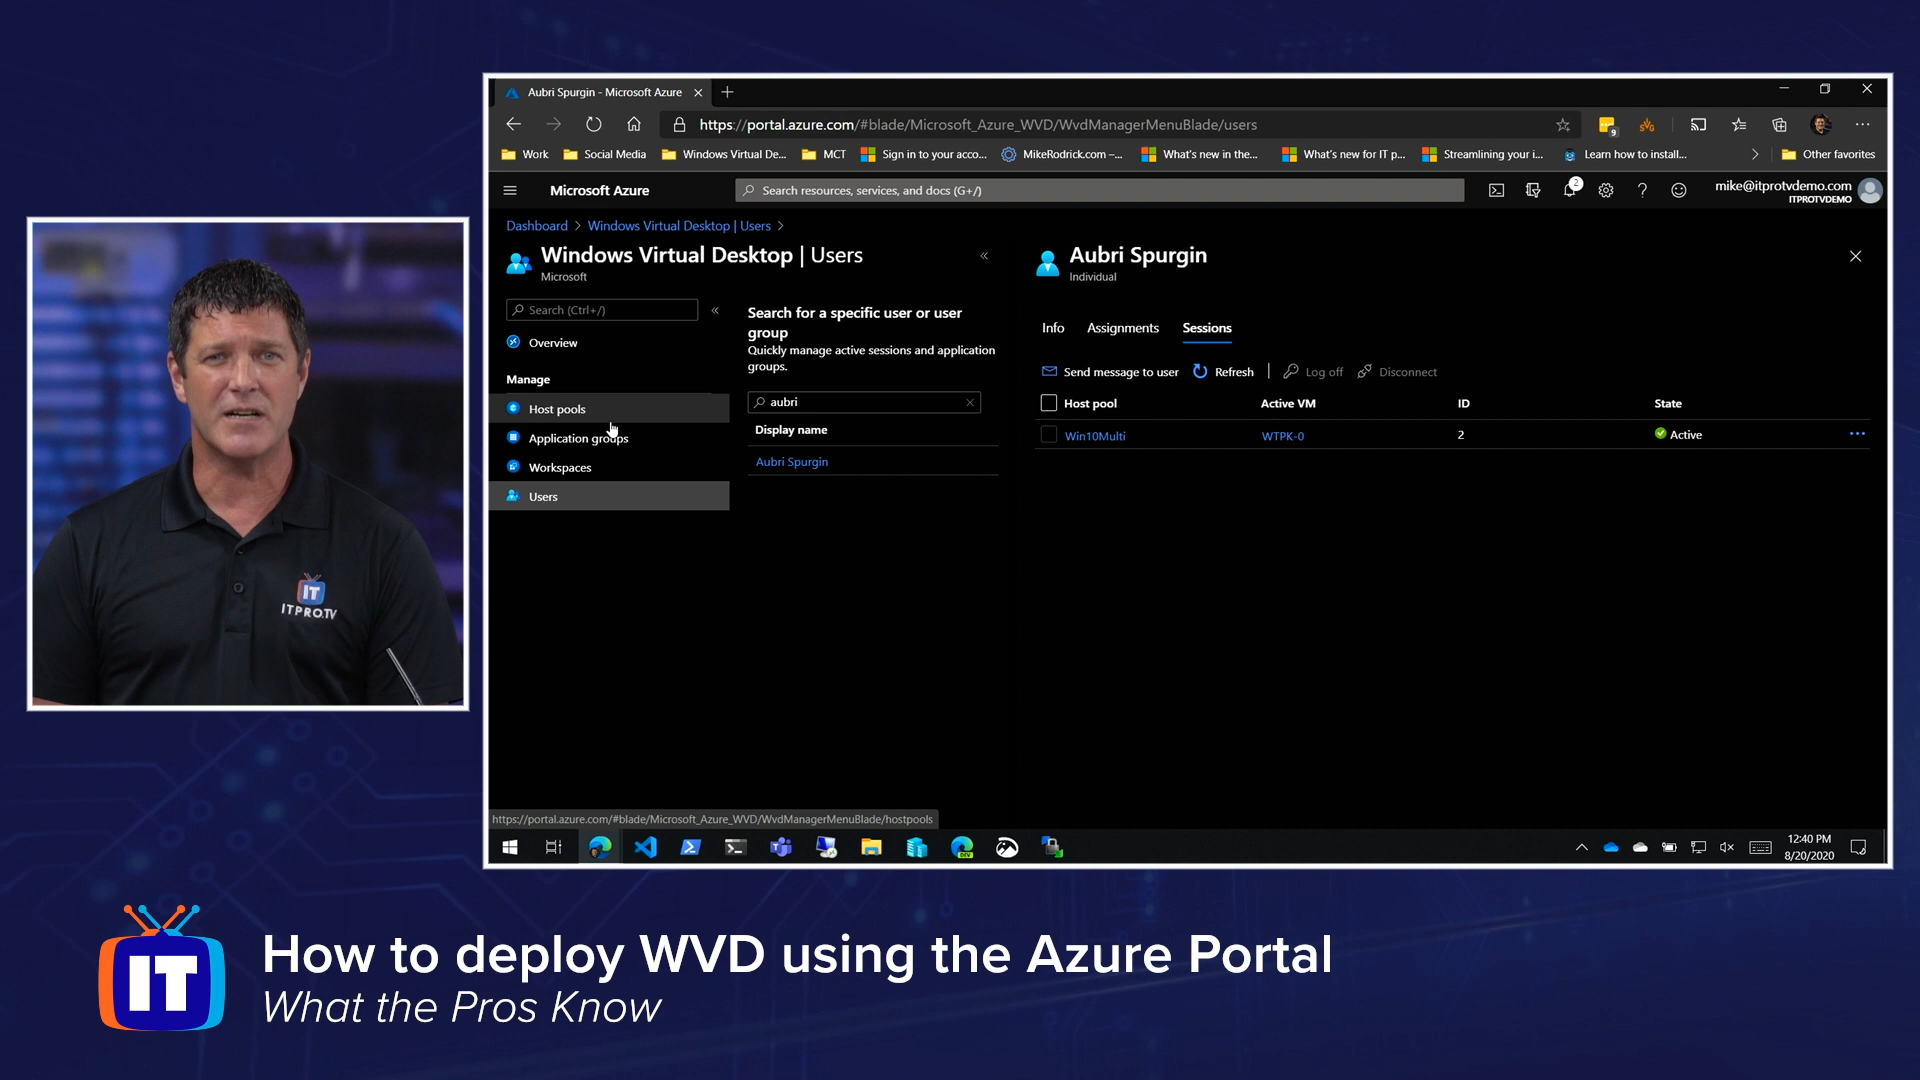 Aubri Spurgin - Microsoft Azure
https://portal.azure.com/#blade/Microsoft_Azure_WVD/WvdManagerMenuBlade/users
9
Work
Social Media
Windows Virtual De...
MCT
Sign in to your acco...
MikeRodrick.com –...
What's new in the...
What's new for IT p...
Streamlining your i...
Learn how to install...
Other favorites
Microsoft Azure
Search resources, services, and docs (G+/)
2
mike@itprotvdemo.com
ITPROTVDEMO
Dashboard > Windows Virtual Desktop | Users >
Windows Virtual Desktop | Users
Microsoft
Search (Ctrl+/)
Overview
Manage
Host pools
Application groups
Workspaces
Users
Search for a specific user or user
group
Quickly manage active sessions and application
groups.
aubri
Display name
Aubri Spurgin
Aubri Spurgin
Individual
Info Assignments Sessions
Send message to user Refresh Log off Disconnect
Host pool Active VM ID State
Win10Multi WTPK-0 2 Active
https://portal.azure.com/#blade/Microsoft_Azure_WVD/WvdManagerMenuBlade/hostpools
DEV
12:40 PM
8/20/2020
IT
ITPRO.TV
IT
How to deploy WVD using the Azure Portal
What the Pros Know